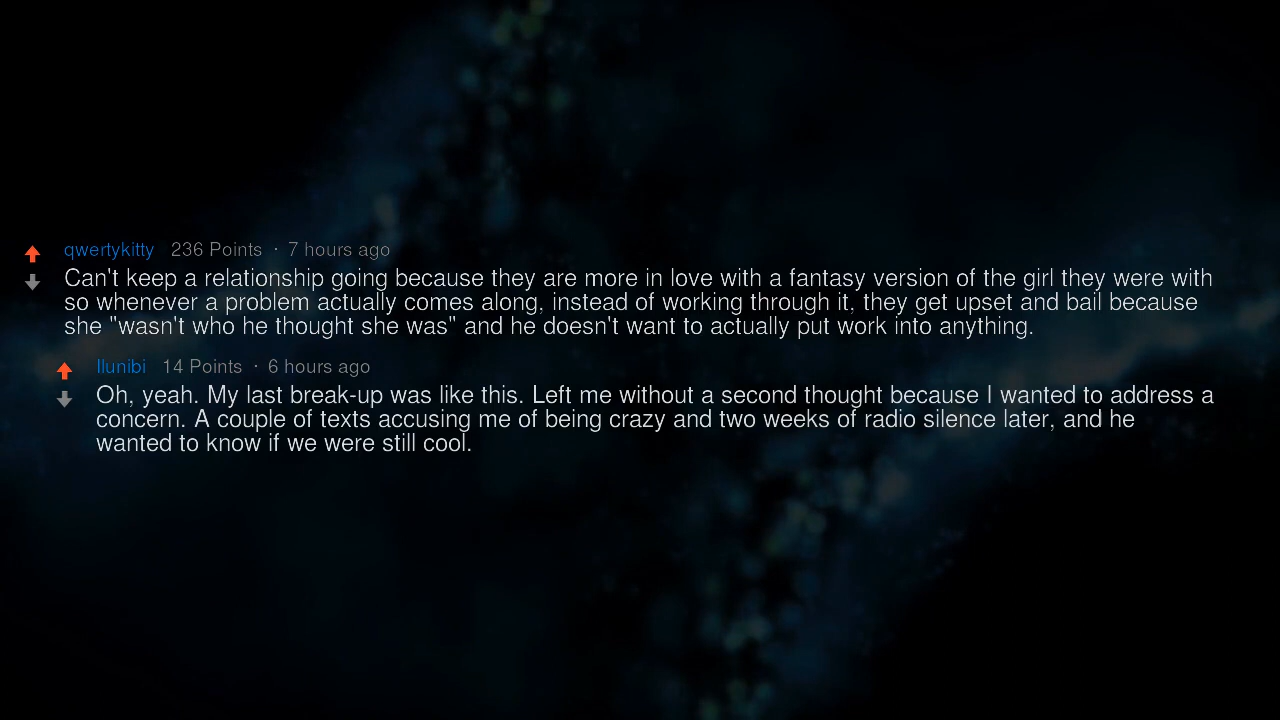 qwertykitty 236 Points · 7 hours ago
Can't keep a relationship going because they are more in love with a fantasy version of the girl they were with
so whenever a problem actually comes along, instead of working through it, they get upset and bail because
she "wasn't who he thought she was" and he doesn't want to actually put work into anything.
Ilunibi 14 Points · 6 hours ago
Oh, yeah. My last break-up was like this. Left me without a second thought because I wanted to address a
concern. A couple of texts accusing me of being crazy and two weeks of radio silence later, and he
wanted to know if we were still cool.